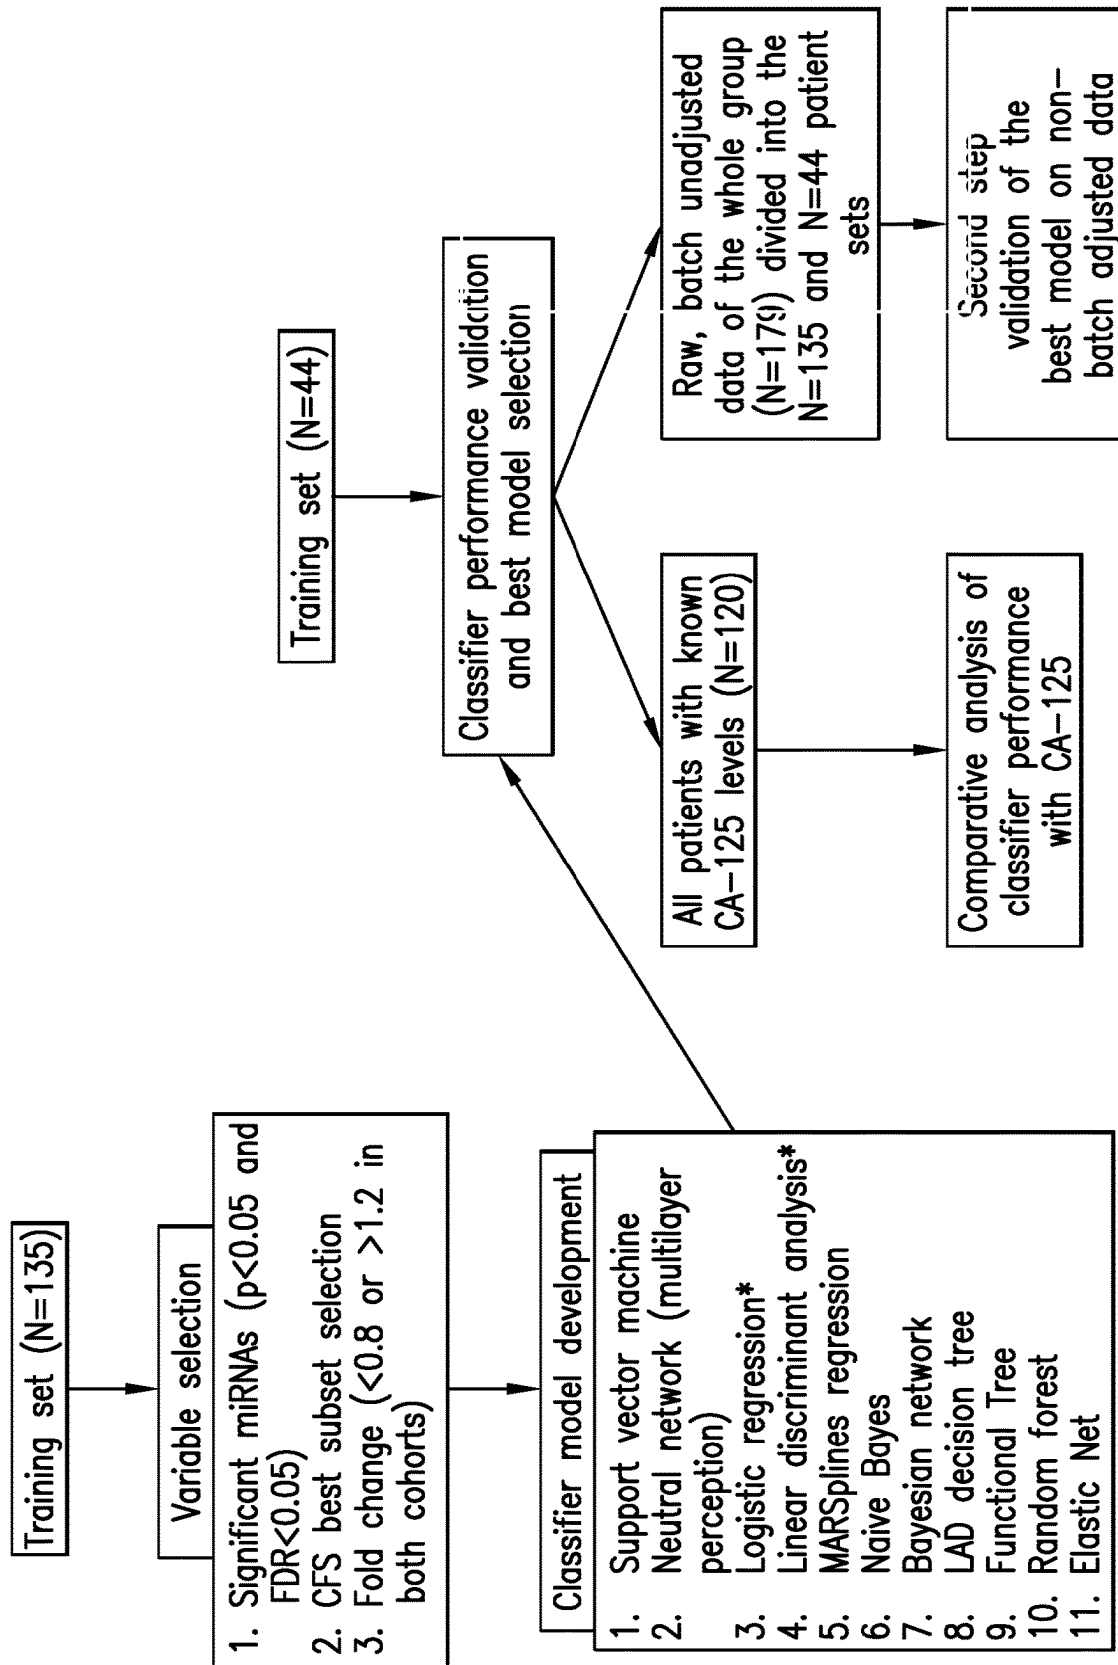 Training set (N=135)
Variable selection
1. Significant miRNAs (p<0.05 and
FDR<0.05)
2. CFS best subset selection
3. Fold change (<0.8 or >1.2 in
both cohorts)
Classifier model development
1. Support vector machine
2. Neutral network (multilayer
perception)
3. Logistic regression*
4. Linear discriminant analysis*
5. MARSplines regression
6. Naive Bayes
7. Bayesian network
8. LAD decision tree
9. Functional Tree
10. Random forest
11. Elastic Net
Training set (N=44)
Classifier performance validation
and best model selection
All patients with known
CA-125 levels (N=120)
Comparative analysis of
classifier performance
with CA-125
Raw, batch unadjusted
data of the whole group
(N=179) divided into the
N=135 and N=44 patient
sets
Second step
validation of the
best model on non-
batch adjusted data